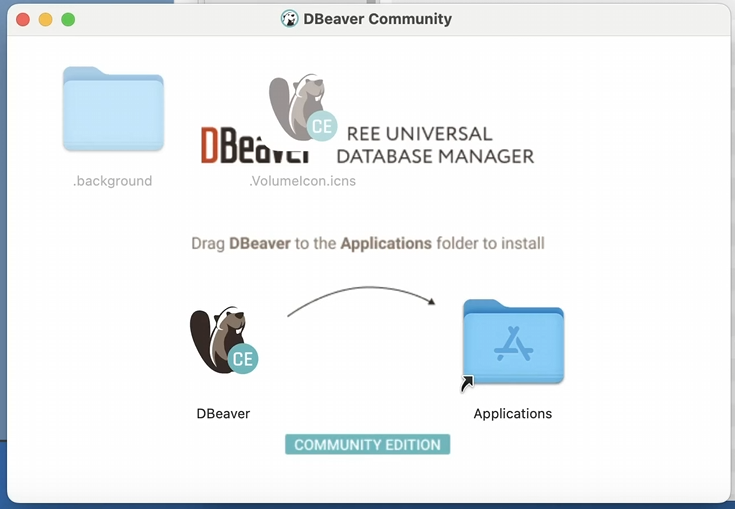 DBeaver Community
CE
DBeaver
REE UNIVERSAL
DATABASE MANAGER
.background
.VolumeIcon.icns
Drag DBeaver to the Applications folder to install
CE
DBeaver
Applications
COMMUNITY EDITION